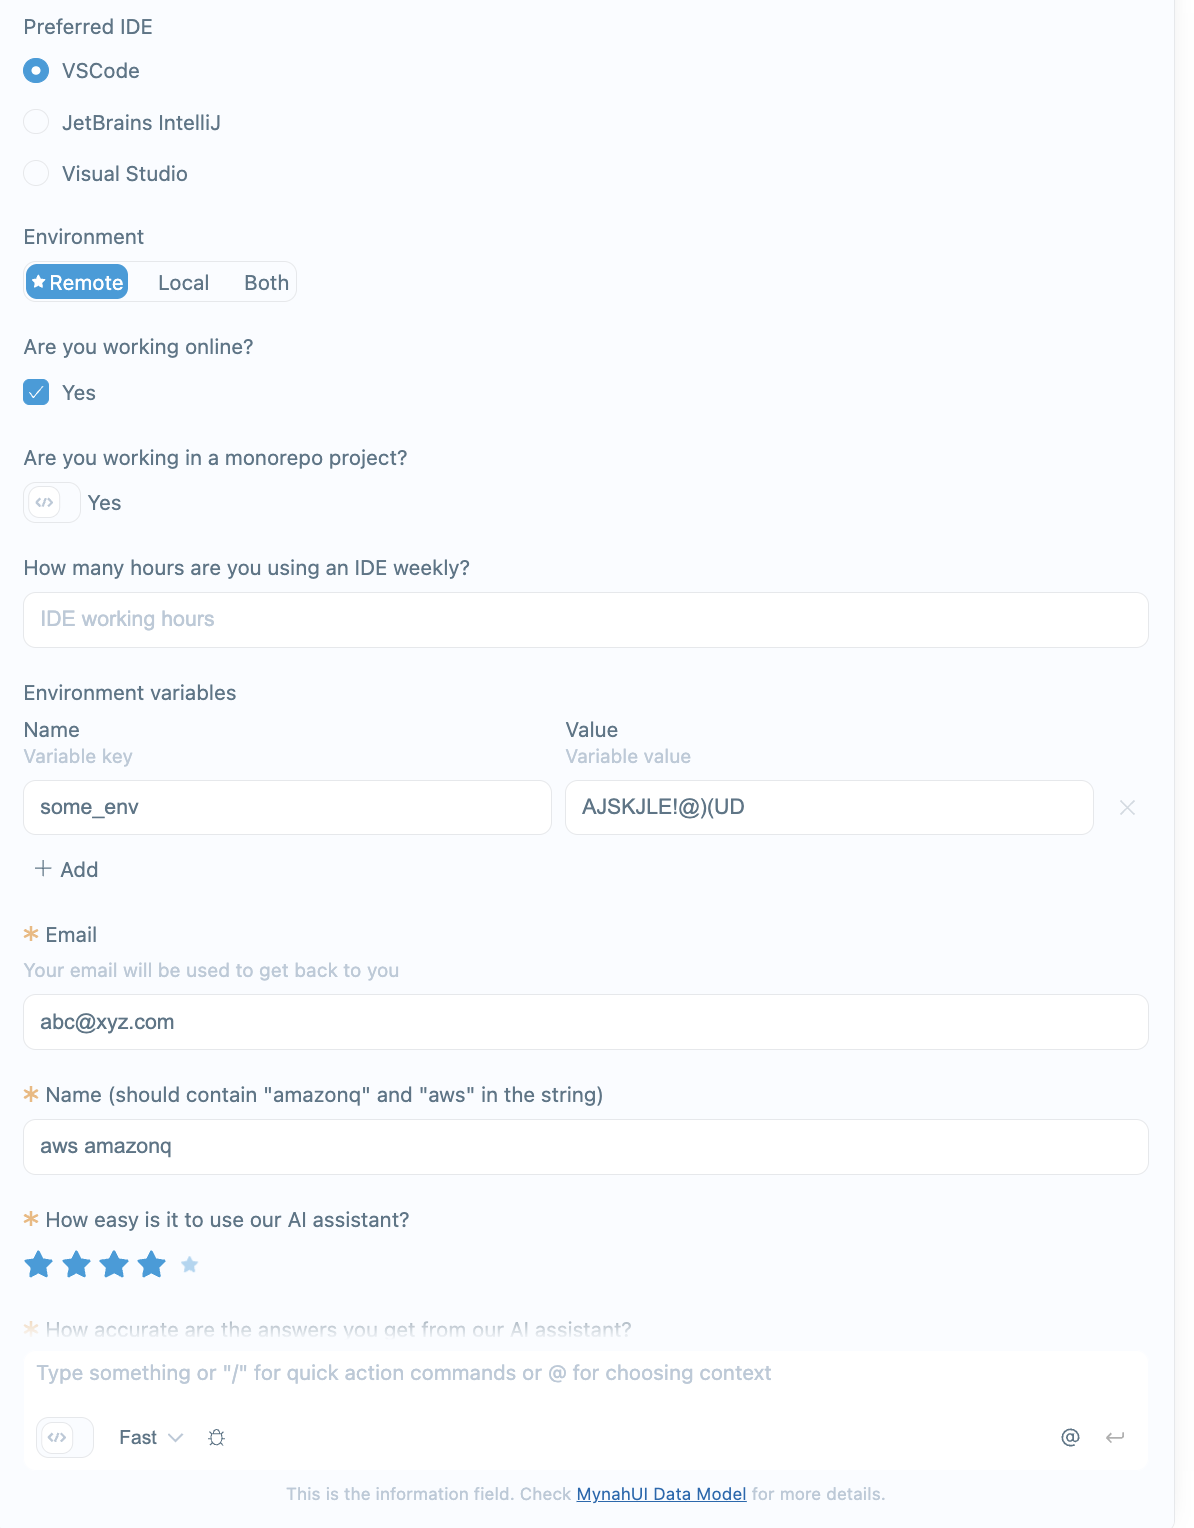 Preferred IDE
VSCode
JetBrains IntelliJ
Visual Studio
Environment
Remote Local Both
Are you working online?
Yes
Are you working in a monorepo project?
Yes
How many hours are you using an IDE weekly?
IDE working hours
Environment variables
Name Value
Variable key Variable value
some_env AJSKJLE!@)(UD
Add
* Email
Your email will be used to get back to you
abc@xyz.com
* Name (should contain "amazonq" and "aws" in the string)
aws amazonq
* How easy is it to use our AI assistant?
* How accurate are the answers you get from our AI assistant?
Type something or "/" for quick action commands or @ for choosing context
Fast @
This is the information field. Check MynahUI Data Model for more details.